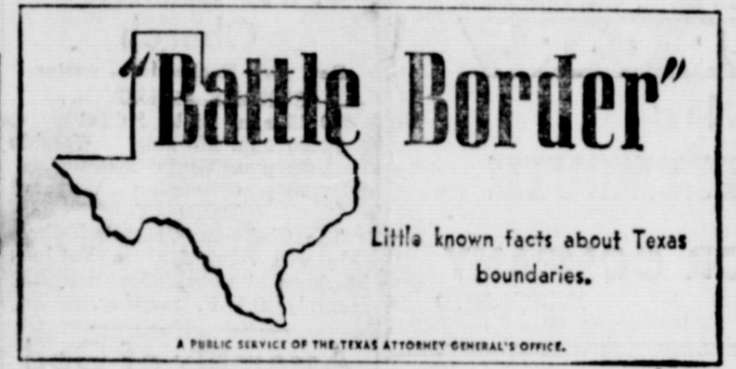 "Battle Border"
Little known facts about Texas
boundaries.
A PUBLIC SERVICE OF THE TEXAS ATTORNEY GENERAL'S OFFICE.